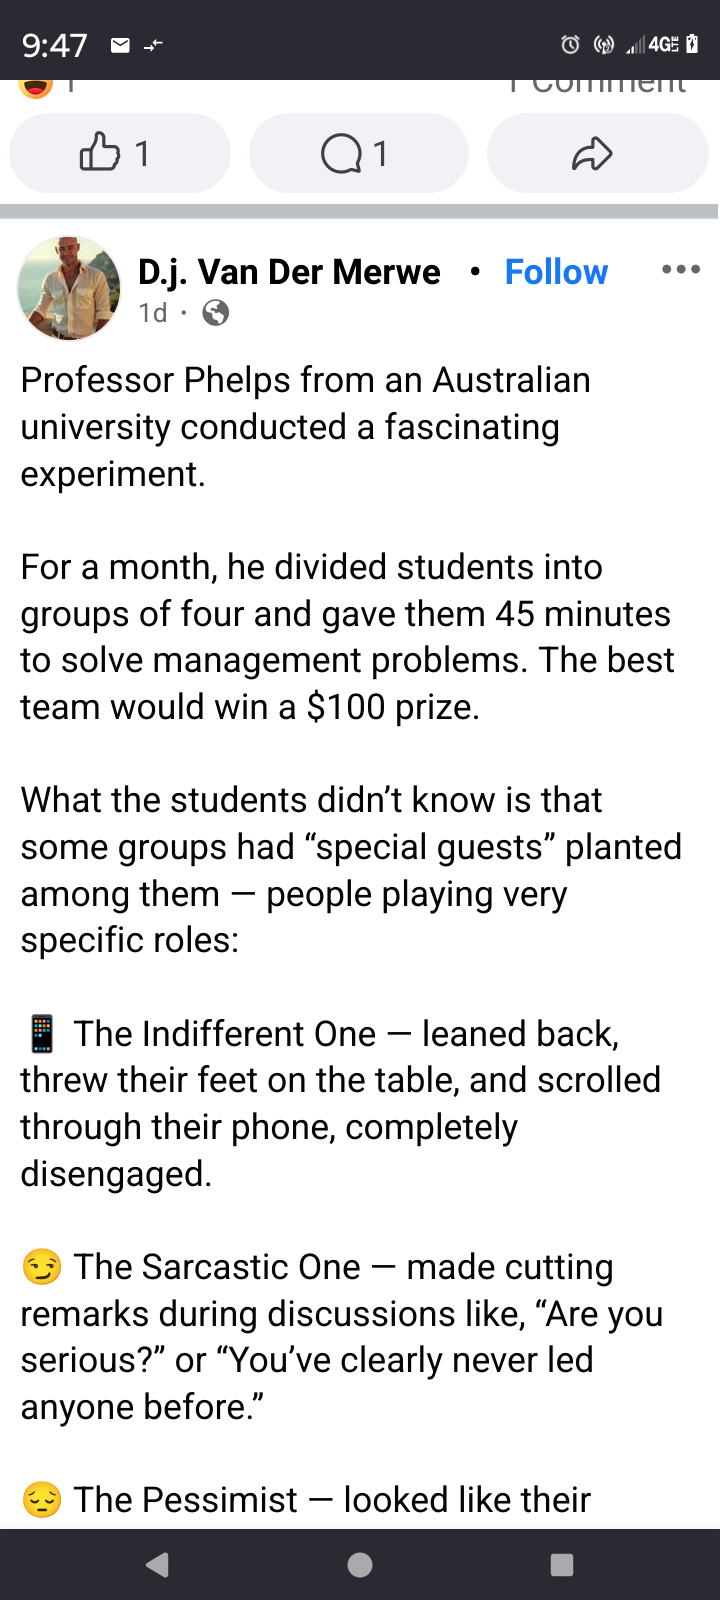 9:47
4GE
1
1 Comment
1
1
D.j. Van Der Merwe • Follow
1d ·
Professor Phelps from an Australian
university conducted a fascinating
experiment.
For a month, he divided students into
groups of four and gave them 45 minutes
to solve management problems. The best
team would win a $100 prize.
What the students didn’t know is that
some groups had “special guests” planted
among them — people playing very
specific roles:
📱 The Indifferent One — leaned back,
threw their feet on the table, and scrolled
through their phone, completely
disengaged.
😏 The Sarcastic One — made cutting
remarks during discussions like, “Are you
serious?” or “You’ve clearly never led
anyone before.”
😔 The Pessimist — looked like their